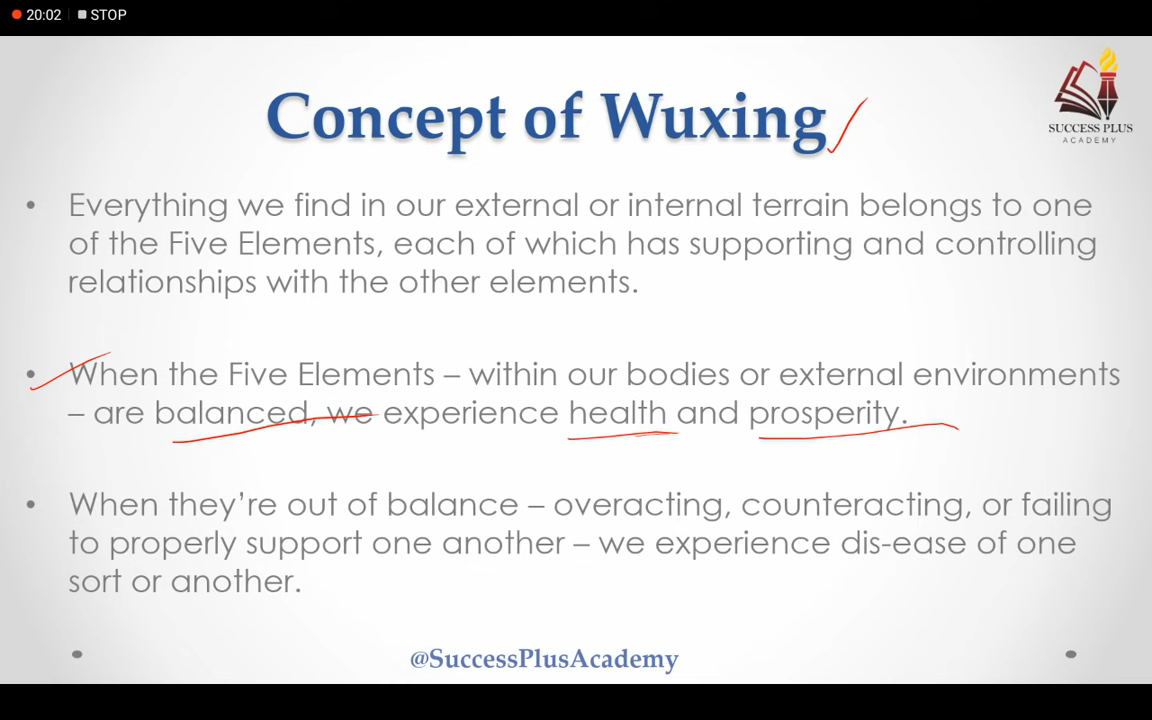 20:02 STOP
Concept of Wuxing
SUCCESS PLUS
ACADEMY
• Everything we find in our external or internal terrain belongs to one
of the Five Elements, each of which has supporting and controlling
relationships with the other elements.
• When the Five Elements – within our bodies or external environments
– are balanced, we experience health and prosperity.
• When they’re out of balance – overacting, counteracting, or failing
to properly support one another – we experience dis-ease of one
sort or another.
@SuccessPlusAcademy